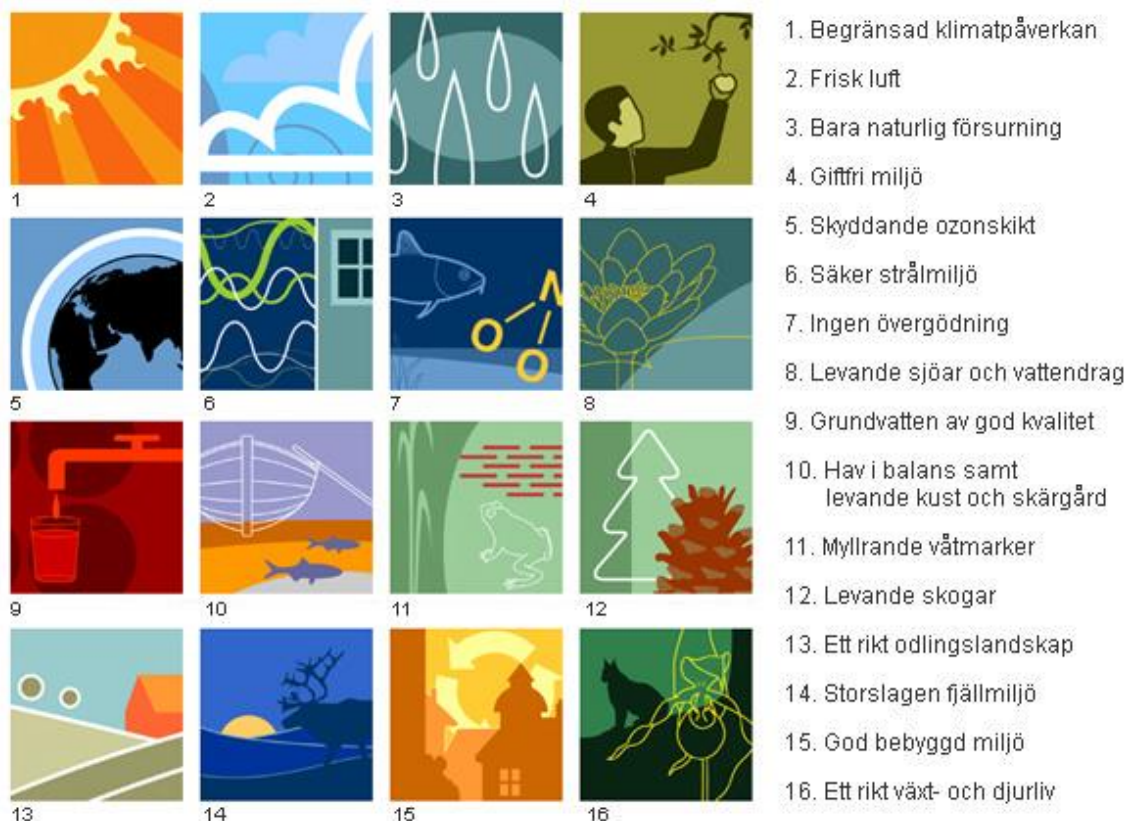 1
2
3
4
O
N
O
5
6
7
8
9
10
11
12
13
14
15
16
1. Begränsad klimatpåverkan
2. Frisk luft
3. Bara naturlig försurning
4. Giftfri miljö
5. Skyddande ozonskikt
6. Säker strålmiljö
7. Ingen övergödning
8. Levande sjöar och vattendrag
9. Grundvatten av god kvalitet
10. Hav i balans samt
levande kust och skärgård
11. Myllrande våtmarker
12. Levande skogar
13. Ett rikt odlingslandskap
14. Storslagen fjällmiljö
15. God bebyggd miljö
16. Ett rikt växt- och djurliv